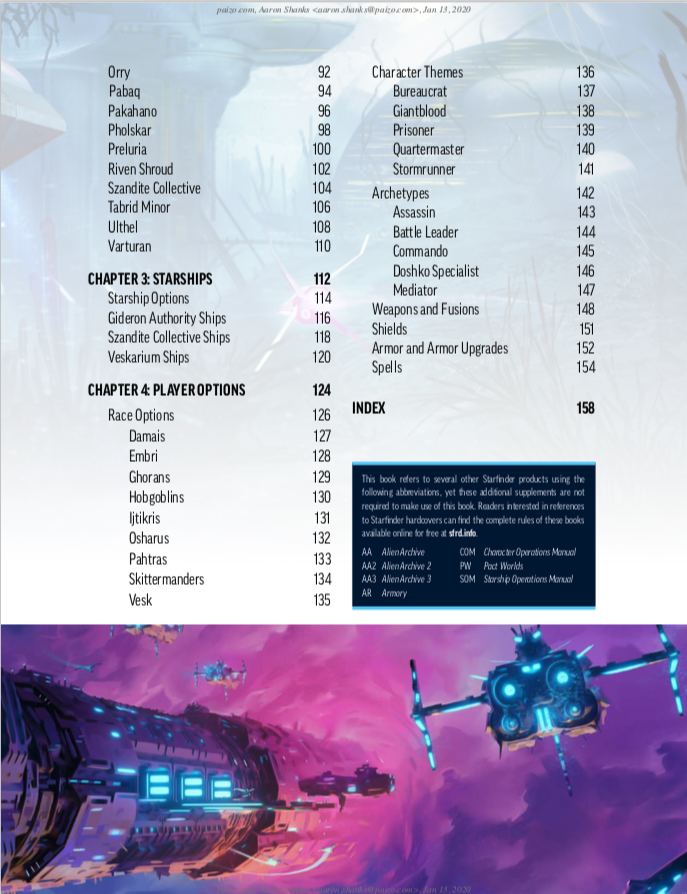 paizo.com, Aaron Shanks <aaron.shanks@paizo.com>, Jan 13, 2020
Orry 92
Pabaq 94
Pakahano 96
Pholskar 98
Preluria 100
Riven Shroud 102
Szandite Collective 104
Tabrid Minor 106
Ulthel 108
Varturan 110
CHAPTER 3: STARSHIPS 112
Starship Options 114
Gideron Authority Ships 116
Szandite Collective Ships 118
Veskarium Ships 120
CHAPTER 4: PLAYER OPTIONS 124
Race Options 126
Damais 127
Embri 128
Ghorans 129
Hobgoblins 130
Ijtikris 131
Osharus 132
Pahtras 133
Skittermanders 134
Vesk 135
Character Themes 136
Bureaucrat 137
Giantblood 138
Prisoner 139
Quartermaster 140
Stormrunner 141
Archetypes 142
Assassin 143
Battle Leader 144
Commando 145
Doshko Specialist 146
Mediator 147
Weapons and Fusions 148
Shields 151
Armor and Armor Upgrades 152
Spells 154
INDEX 158
This book refers to several other Starfinder products using the
following abbreviations, yet these additional supplements are not
required to make use of this book. Readers interested in references
to Starfinder hardcovers can find the complete rules of these books
available online for free at sfrd.info.
AA Alien Archive COM Character Operations Manual
AA2 Alien Archive 2 PW Pact Worlds
AA3 Alien Archive 3 SOM Starship Operations Manual
AR Armory
paizo.com, Aaron Shanks <aaron.shanks@paizo.com>, Jan 13, 2020